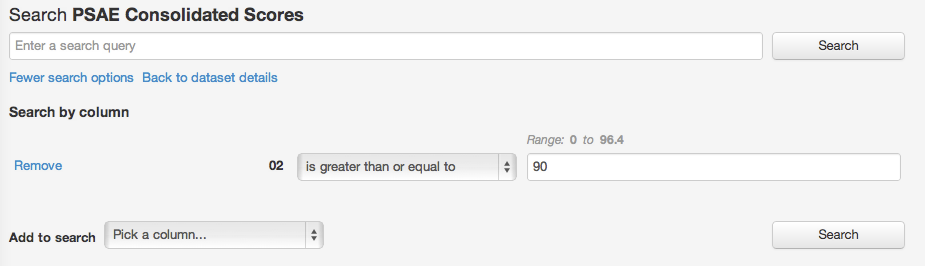 Search PSAE Consolidated Scores
Enter a search query
Search
Fewer search options Back to dataset details
Search by column
Range: 0 to 96.4
Remove 02 is greater than or equal to 90
Add to search Pick a column... Search